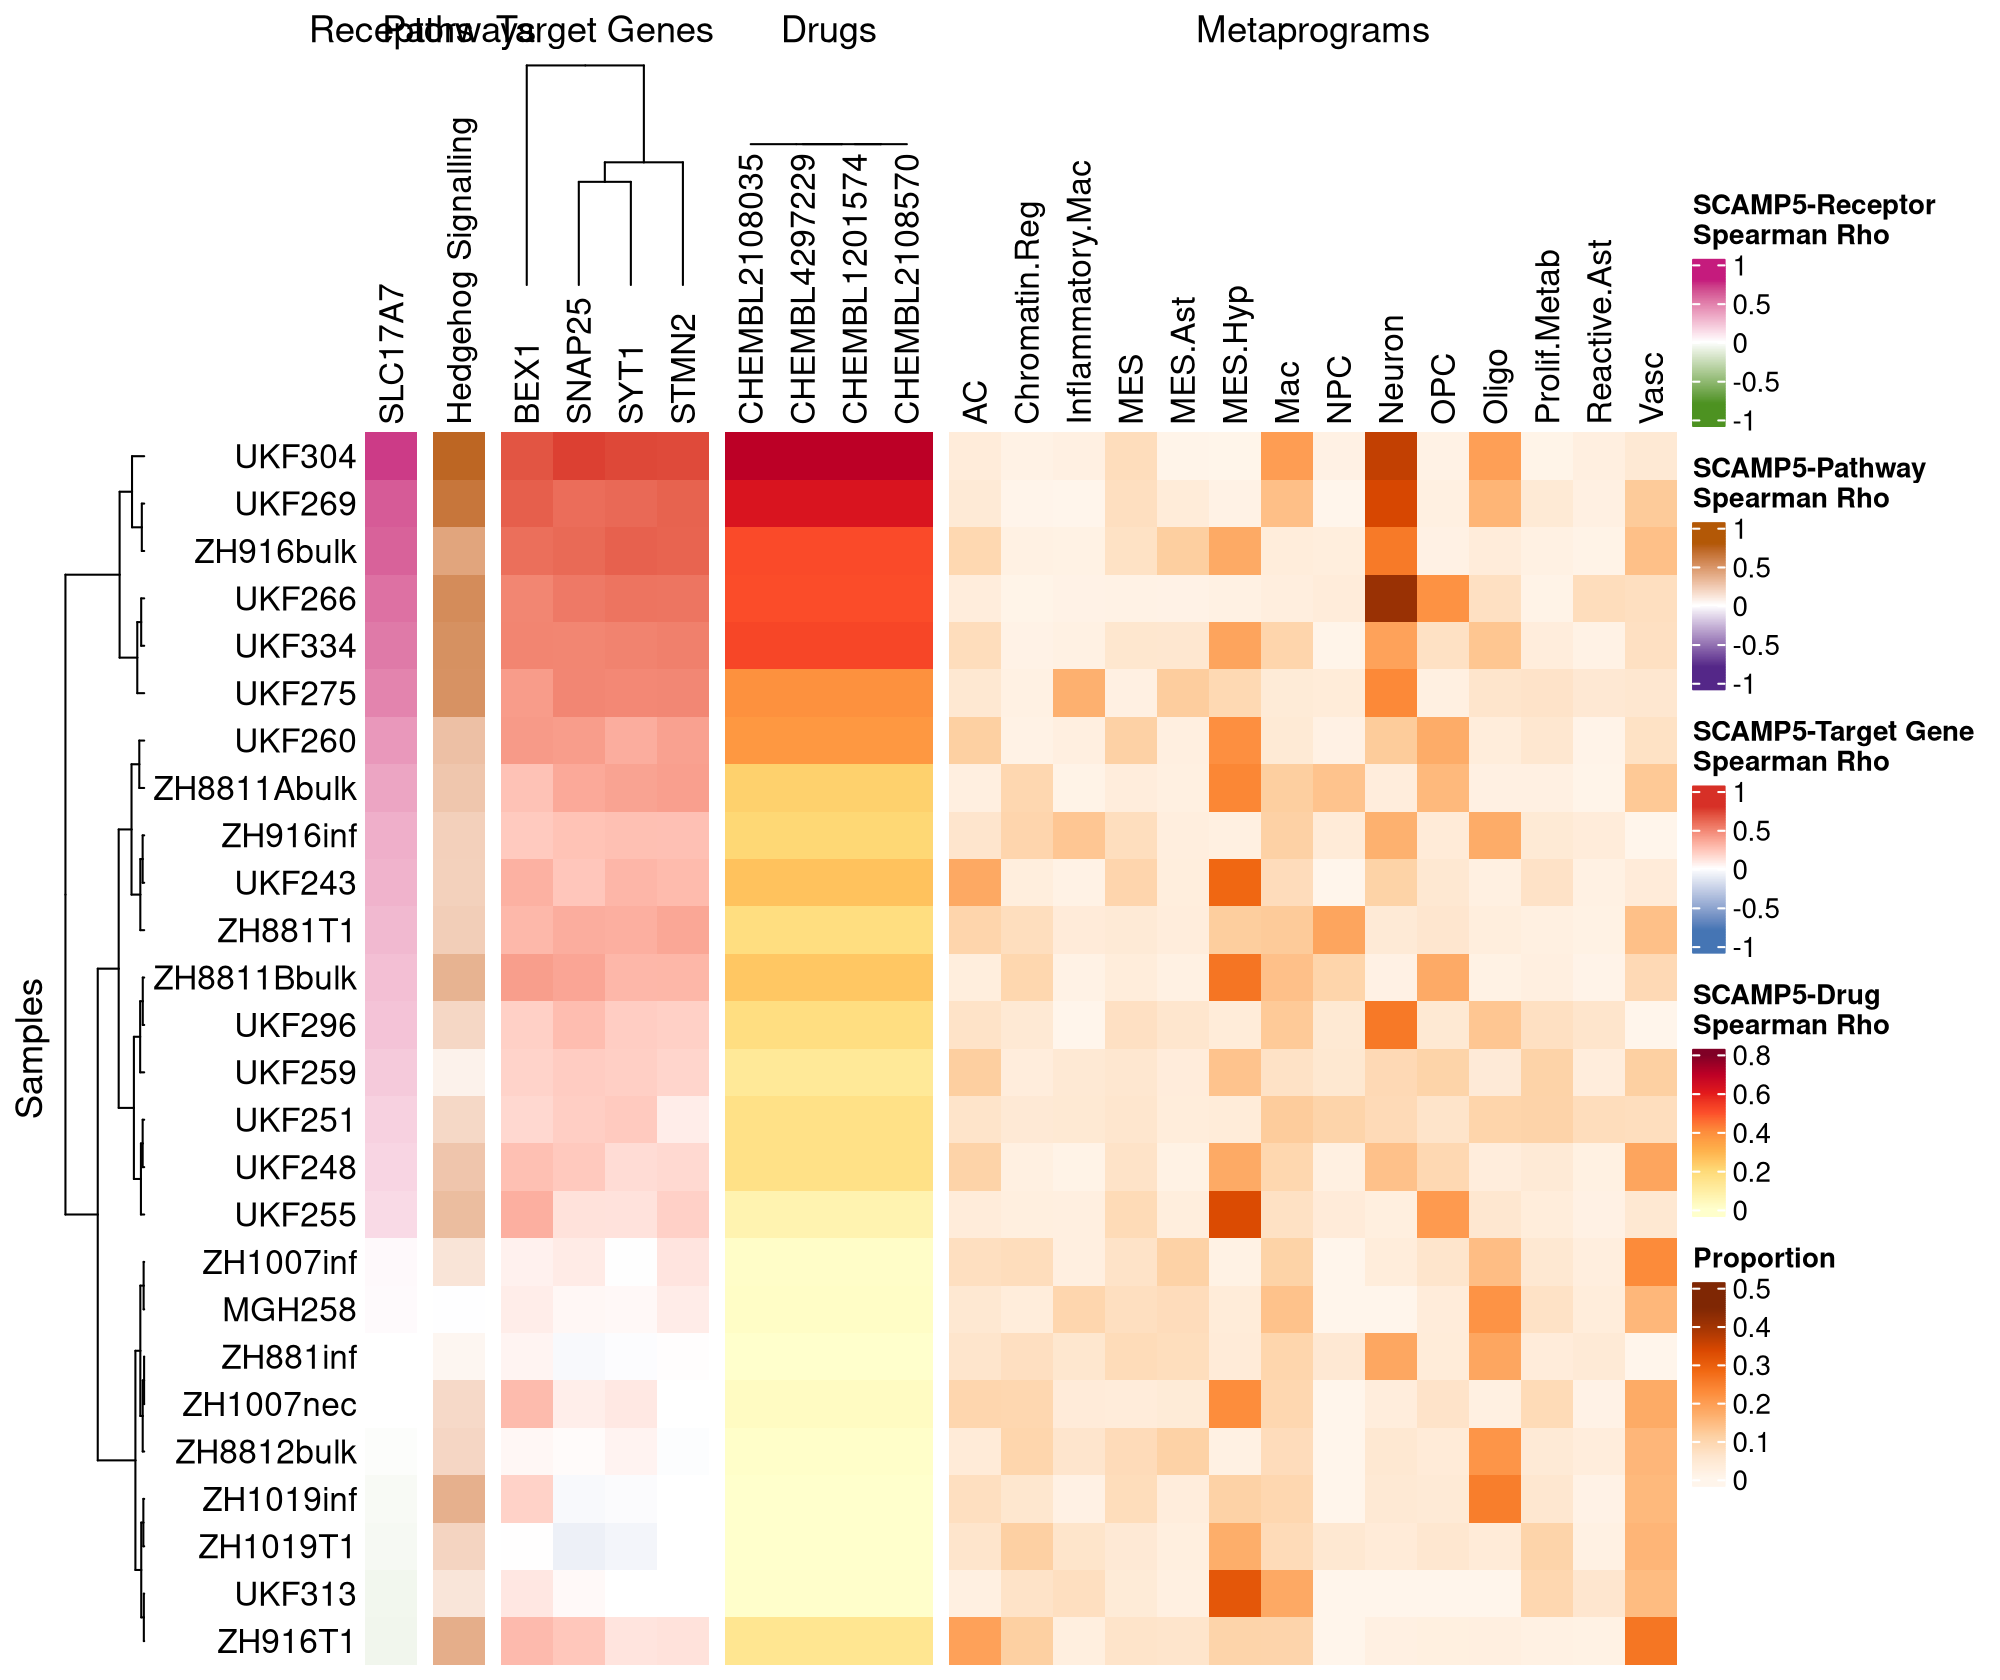 Receptors Pathways Target Genes Drugs Metaprograms
SLC17A7
Hedgehog Signalling
BEX1
SNAP25
SYT1
STMN2
CHEMBL2108035
CHEMBL4297229
CHEMBL1201574
CHEMBL2108570
AC
Chromatin.Reg
Inflammatory.Mac
MES
MES.Ast
MES.Hyp
Mac
NPC
Neuron
OPC
Oligo
Prolif.Metab
Reactive.Ast
Vasc
Samples
UKF304
UKF269
ZH916bulk
UKF266
UKF334
UKF275
UKF260
ZH8811Abulk
ZH916inf
UKF243
ZH881T1
ZH8811Bbulk
UKF296
UKF259
UKF251
UKF248
UKF255
ZH1007inf
MGH258
ZH881inf
ZH1007nec
ZH8812bulk
ZH1019inf
ZH1019T1
UKF313
ZH916T1
SCAMP5-Receptor
Spearman Rho
1
0.5
0
-0.5
-1
SCAMP5-Pathway
Spearman Rho
1
0.5
0
-0.5
-1
SCAMP5-Target Gene
Spearman Rho
1
0.5
0
-0.5
-1
SCAMP5-Drug
Spearman Rho
0.8
0.6
0.4
0.2
0
Proportion
0.5
0.4
0.3
0.2
0.1
0